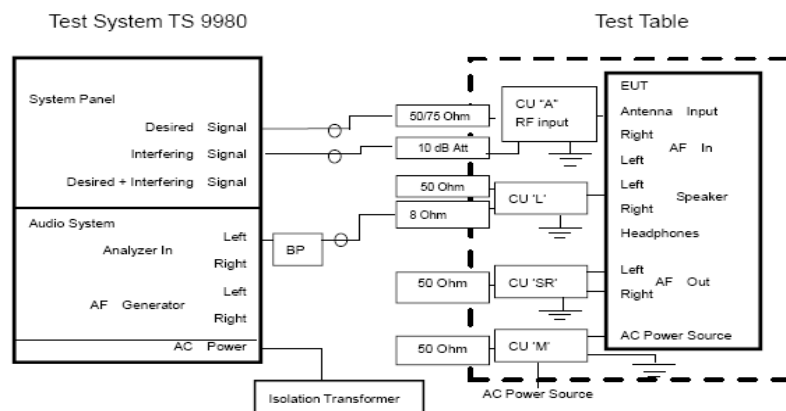 Test System TS 9980
Test Table
System Panel
Desired Signal
Interfering Signal
Desired + Interfering Signal
Audio System
Left
Analyzer In
Right
Left
AF Generator
Right
AC Power
BP
Isolation Transformer
50/75 Ohm
10 dB Att
50 Ohm
8 Ohm
50 Ohm
50 Ohm
CU "A"
RF input
CU 'L'
CU 'SR'
CU 'M'
AC Power Source
EUT
Antenna Input
Right
AF In
Left
Left
Speaker
Right
Headphones
Left
AF Out
Right
AC Power Source